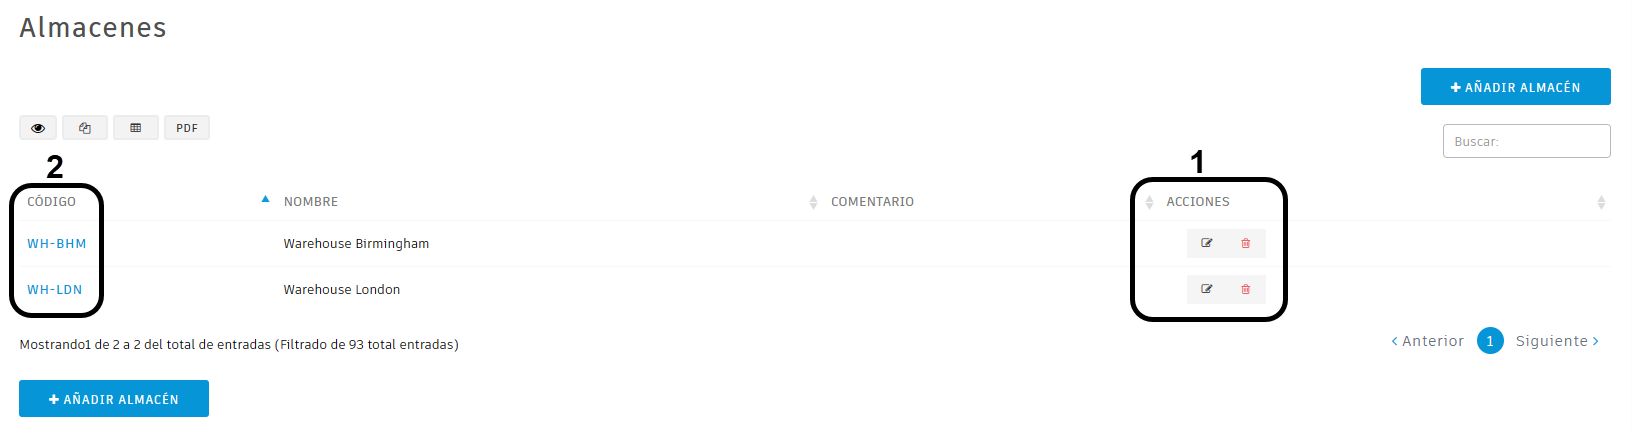 Almacenes
AÑADIR ALMACÉN
PDF
Buscar:
2
1
CÓDIGO NOMBRE COMENTARIO ACCIONES
WH-BHM Warehouse Birmingham
WH-LDN Warehouse London
Mostrando1 de 2 a 2 del total de entradas (Filtrado de 93 total entradas)
Anterior 1 Siguiente
AÑADIR ALMACÉN